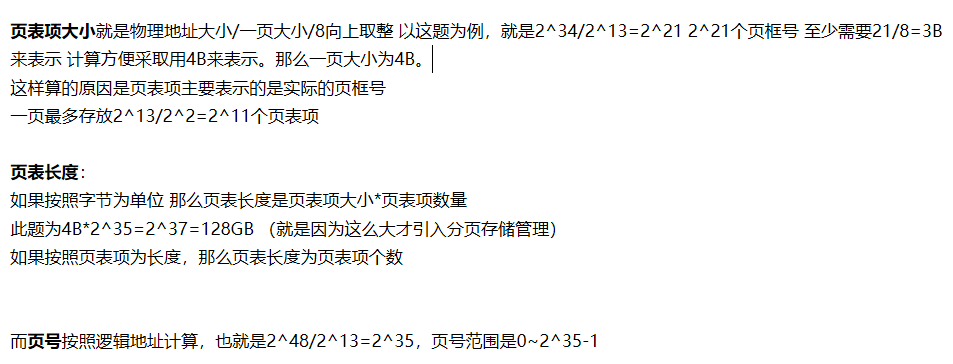 页表项大小就是物理地址大小/一页大小/8向上取整 以这题为例，就是2^34/2^13=2^21 2^21个页框号 至少需要21/8=3B
来表示 计算方便采取用4B来表示。那么一页大小为4B。
这样算的原因是页表项主要表示的是实际的页框号
一页最多存放2^13/2^2=2^11个页表项
页表长度：
如果按照字节为单位 那么页表长度是页表项大小*页表项数量
此题为4B*2^35=2^37=128GB （就是因为这么大才引入分页存储管理）
如果按照页表项为长度，那么页表长度为页表项个数
而页号按照逻辑地址计算，也就是2^48/2^13=2^35，页号范围是0~2^35-1